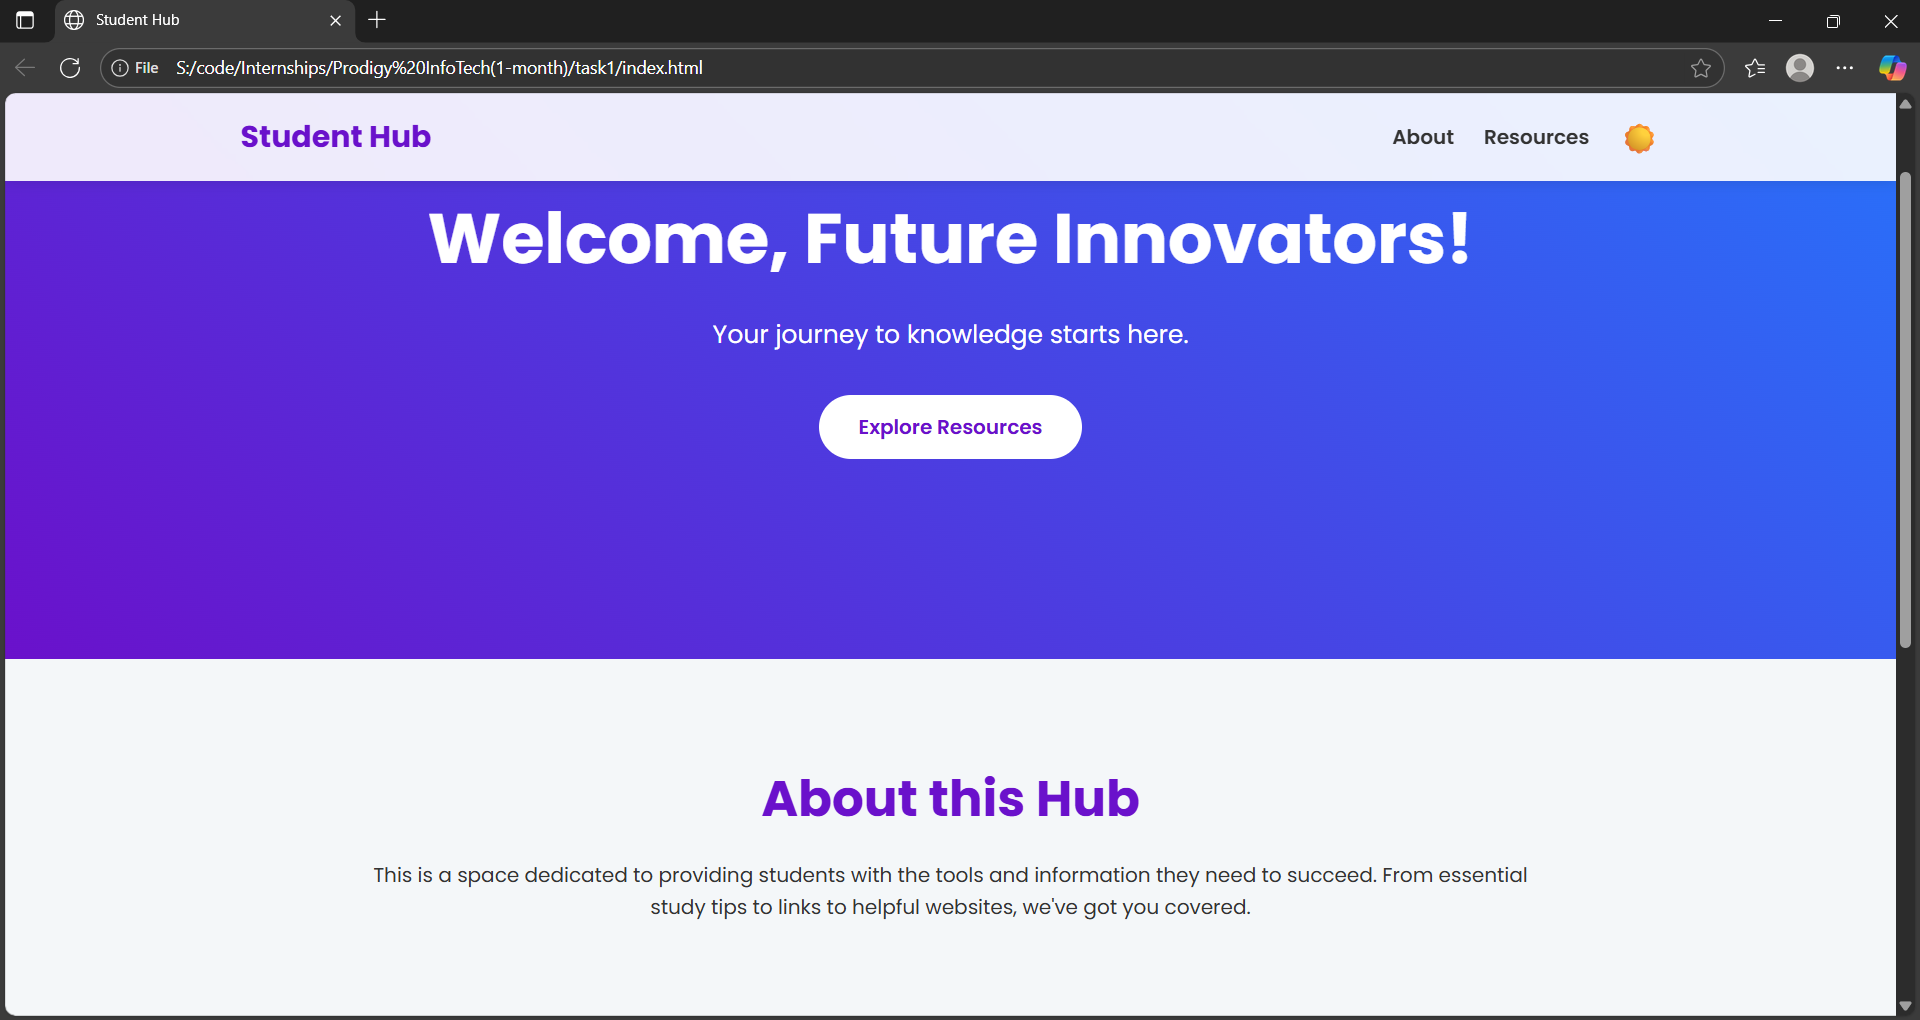 Student Hub
File S:/code/Internships/Prodigy%20InfoTech(1-month)/task1/index.html
Student Hub
About Resources
Welcome, Future Innovators!
Your journey to knowledge starts here.
Explore Resources
About this Hub
This is a space dedicated to providing students with the tools and information they need to succeed. From essential
study tips to links to helpful websites, we've got you covered.